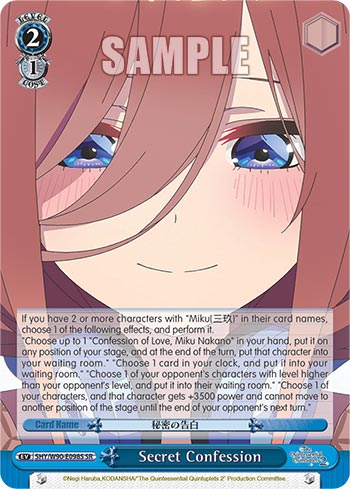 LEVEL
2
1
COST
SAMPLE
If you have 2 or more characters with "Miku(三玖)" in their card names,
choose 1 of the following effects, and perform it.
"Choose up to 1 "Confession of Love, Miku Nakano" in your hand, put it on
any position of your stage, and at the end of the turn, put that character into
your waiting room." "Choose 1 card in your clock, and put it into your
waiting room." "Choose 1 of your opponent's characters with level higher
than your opponent's level, and put it into their waiting room." "Choose 1 of
your characters, and that character gets +3500 power and cannot move to
another position of the stage until the end of your opponent's next turn."
Card Name 秘密の告白
EV 5HY/W90-E098S SR Secret Confession
©Negi Haruba,KODANSHA/"The Quintessential Quintuplets 2" Production Committee.